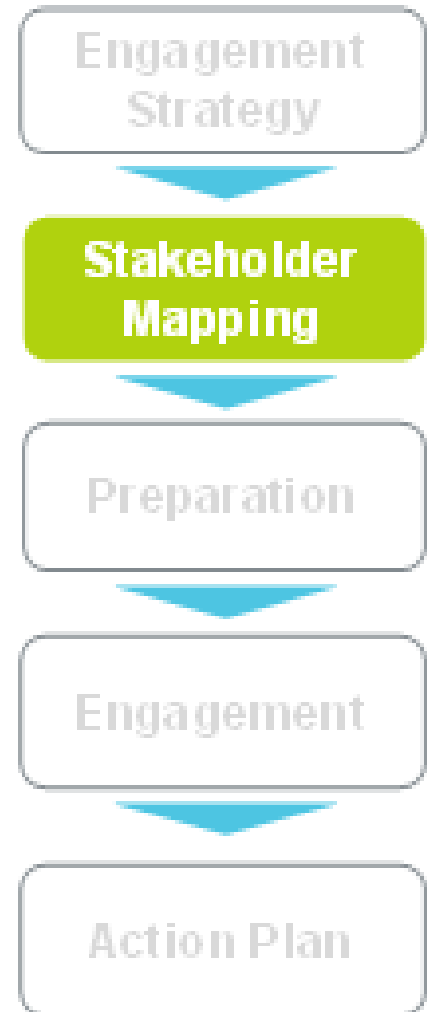 Engagement
Strategy
Stakeholder
Mapping
Preparation
Engagement
Action Plan